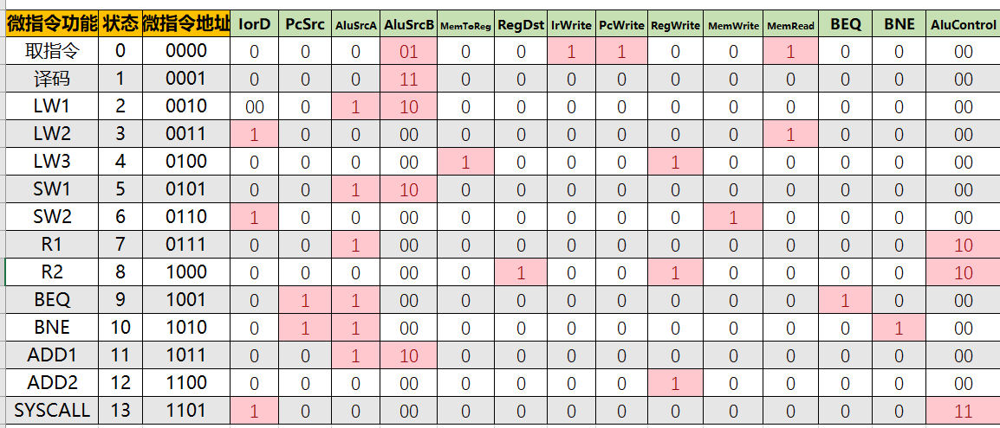 微指令功能 状态 微指令地址 IorD PcSrc AluSrcA AluSrcB MemToReg RegDst IrWrite PcWrite RegWrite MemWrite MemRead BEQ BNE AluControl
取指令 0 0000 0 0 0 01 0 0 1 1 0 0 1 0 0 00
译码 1 0001 0 0 0 11 0 0 0 0 0 0 0 0 0 00
LW1 2 0010 00 0 1 10 0 0 0 0 0 0 0 0 0 00
LW2 3 0011 1 0 0 00 0 0 0 0 0 0 1 0 0 00
LW3 4 0100 0 0 0 00 1 0 0 0 1 0 0 0 0 00
SW1 5 0101 0 0 1 10 0 0 0 0 0 0 0 0 0 00
SW2 6 0110 1 0 0 00 0 0 0 0 0 1 0 0 0 00
R1 7 0111 0 0 1 00 0 0 0 0 0 0 0 0 0 10
R2 8 1000 0 0 0 00 0 1 0 0 1 0 0 0 0 10
BEQ 9 1001 0 1 1 00 0 0 0 0 0 0 0 1 0 00
BNE 10 1010 0 1 1 00 0 0 0 0 0 0 0 0 1 00
ADD1 11 1011 0 0 1 10 0 0 0 0 0 0 0 0 0 00
ADD2 12 1100 0 0 0 00 0 0 0 0 1 0 0 0 0 00
SYSCALL 13 1101 1 0 0 00 0 0 0 0 0 0 0 0 0 11